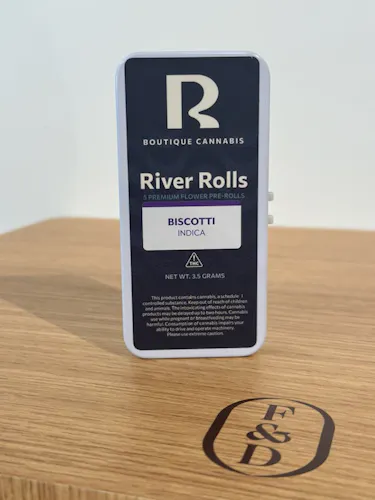 R
BOUTIQUE CANNABIS
River Rolls
5 PREMIUM FLOWER PRE-ROLLS
BISCOTTI
INDICA
THC
NET WT. 3.5 GRAMS
This product contains cannabis, a schedule I
controlled substance. Keep out of reach of children
and animals. The intoxicating effects of cannabis
products may be delayed up to two hours. Cannabis
use while pregnant or breastfeeding may be
harmful. Consumption of cannabis impairs your
ability to drive and operate machinery.
Please use extreme caution.
F
&
D